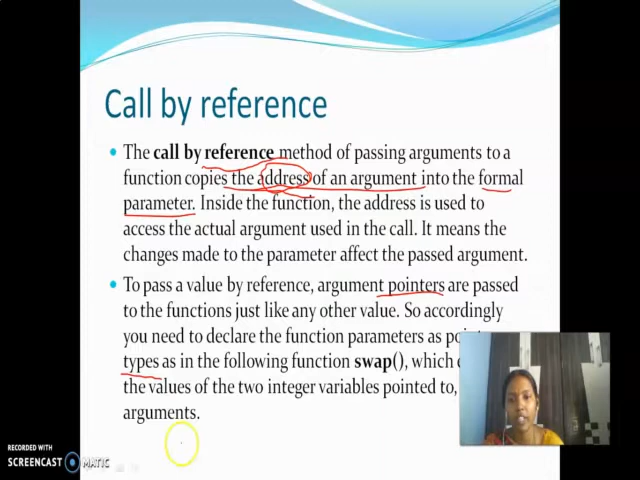 Call by reference
The call by reference method of passing arguments to a
function copies the address of an argument into the formal
parameter. Inside the function, the address is used to
access the actual argument used in the call. It means the
changes made to the parameter affect the passed argument.
To pass a value by reference, argument pointers are passed
to the functions just like any other value. So accordingly
you need to declare the function parameters as
types as in the following function swap(), which
the values of the two integer variables pointed to,
arguments.
RECORDED WITH
SCREENCAST MATIC